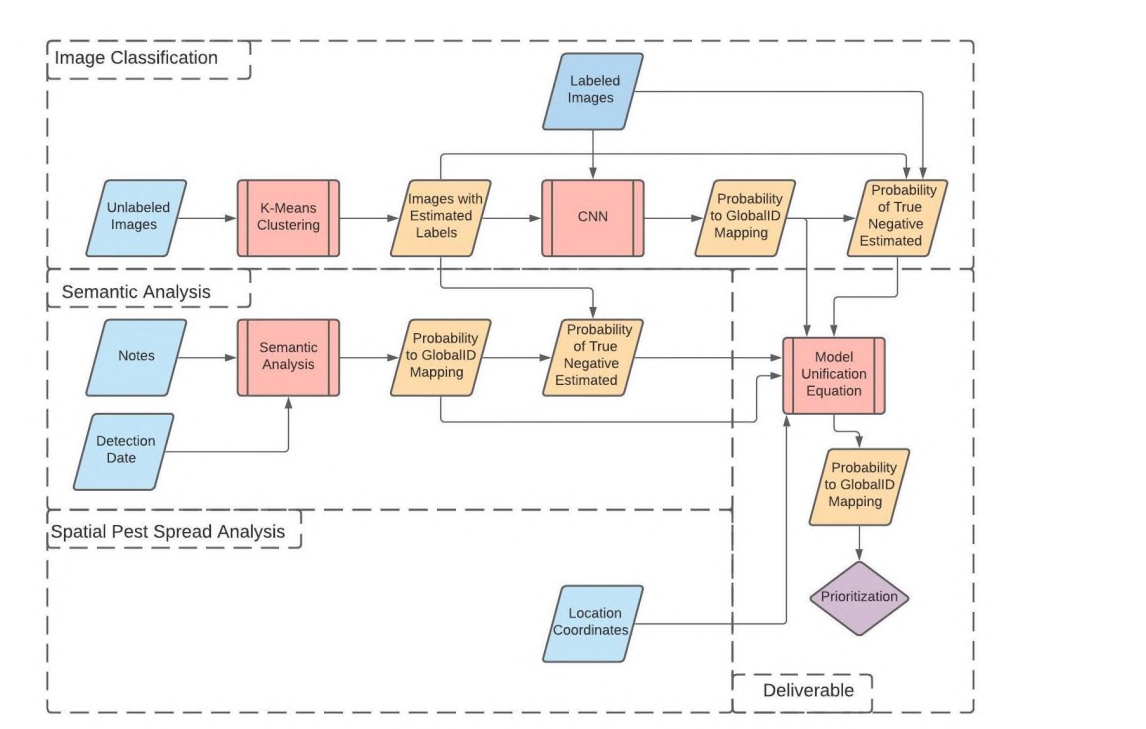 Image Classification
Labeled
Images
Unlabeled
Images
K-Means
Clustering
Images with
Estimated
Labels
CNN
Probability
to GlobalID
Mapping
Probability
of True
Negative
Estimated
Semantic Analysis
Notes
Semantic
Analysis
Probability
to GlobalID
Mapping
Probability
of True
Negative
Estimated
Model
Unification
Equation
Detection
Date
Probability
to GlobalID
Mapping
Spatial Pest Spread Analysis
Prioritization
Location
Coordinates
Deliverable